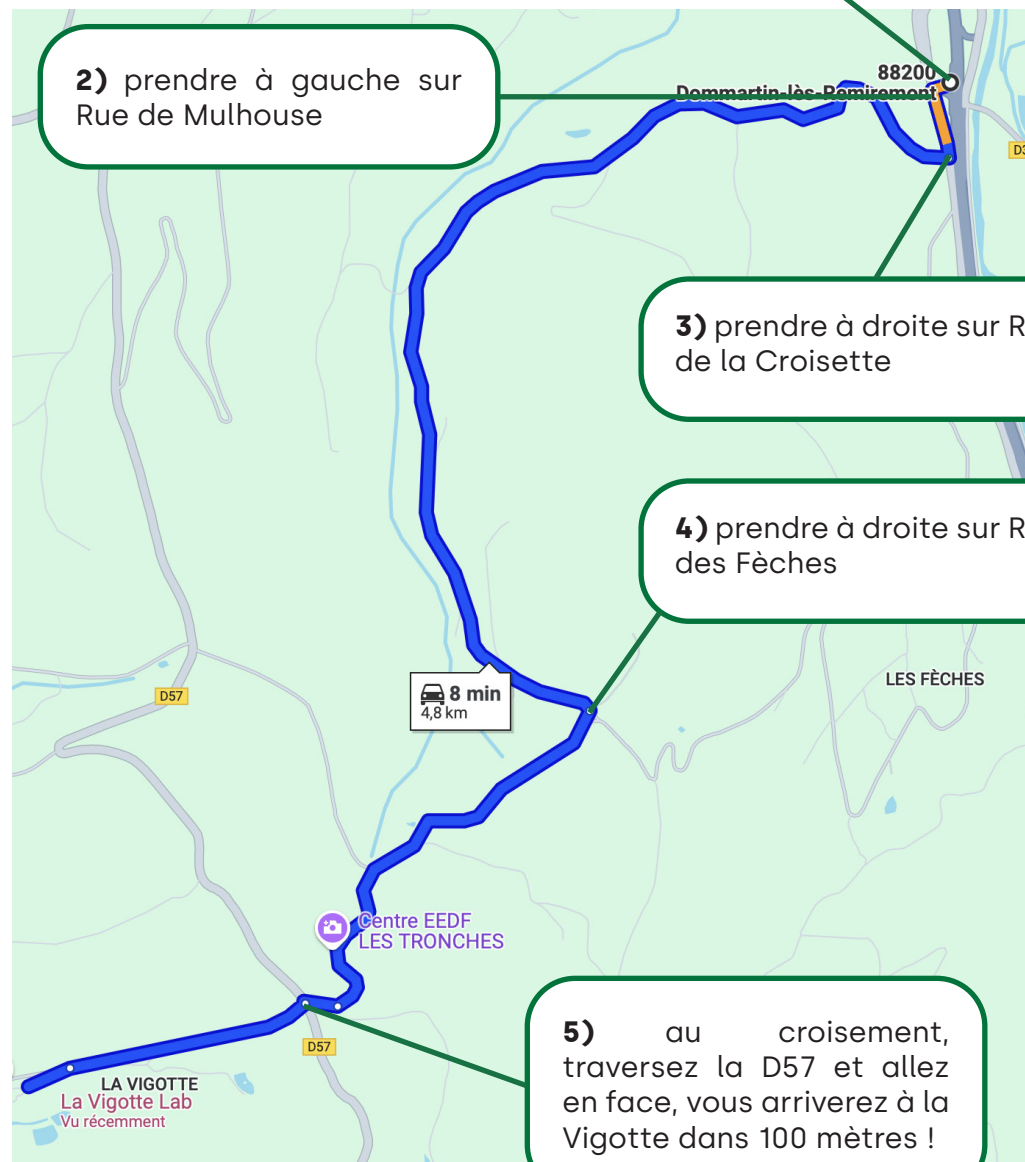 2) prendre à gauche sur
Rue de Mulhouse
88200
Dommartin-lès-Remiremont
3) prendre à droite sur R
de la Croisette
4) prendre à droite sur R
des Fèches
LES FÈCHES
D57
8 min
4,8 km
Centre EEDF
LES TRONCHES
D57
5) au croisement,
traversez la D57 et allez
en face, vous arriverez à la
Vigotte dans 100 mètres !
LA VIGOTTE
La Vigotte Lab
Vu récemment